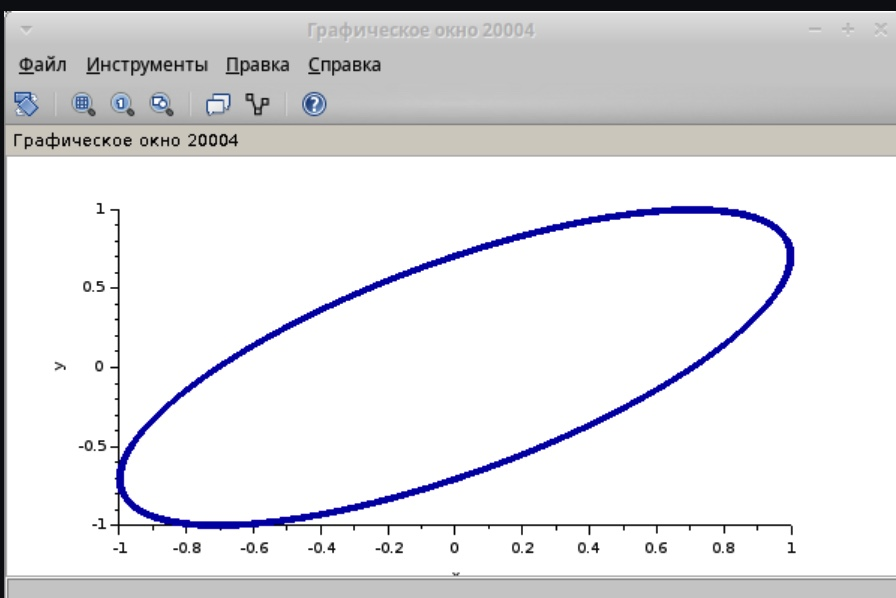 Графическое окно 20004
Файл Инструменты Правка Справка
Графическое окно 20004
1
0.5
y
0
-0.5
-1
-1 -0.8 -0.6 -0.4 -0.2 0 0.2 0.4 0.6 0.8 1